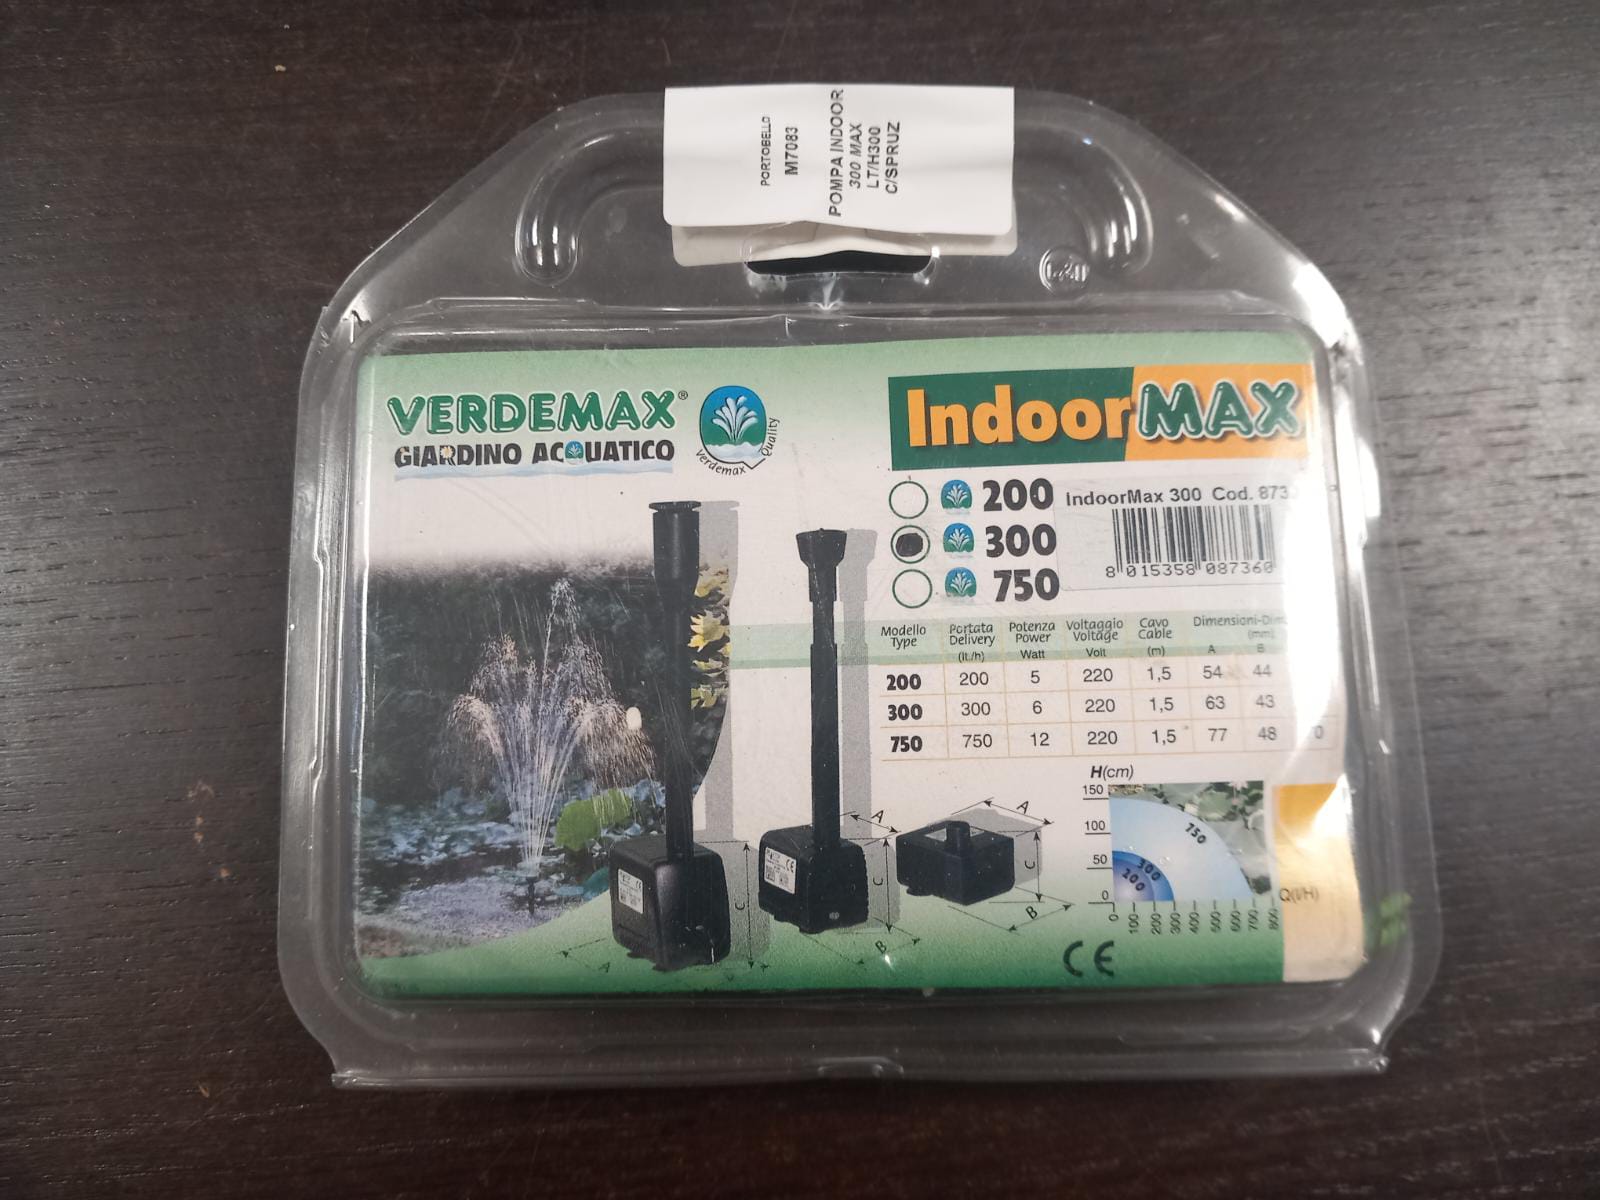 PORTOBELLO
M7083
POMPA INDOOR
300 MAX
LT/H300
C/SPRUZ
VERDEMAX®
GIARDINO ACQUATICO
Verdemax Quality
IndoorMAX
200
300
750
IndoorMax 300 Cod. 873
8 015358 087360
Modello Type Portata Delivery (lt./h) Potenza Power Watt Voltaggio Voltage Volt Cavo Cable (m) Dimensioni (mm) A B
200 200 5 220 1,5 54 44
300 300 6 220 1,5 63 43
750 750 12 220 1,5 77 48
H(cm)
150
100
50
0
750
300
200
0 100 200 300 400 500 600 700 800
Q(l/H)
A
B
C
A
B
C
A
C
CE